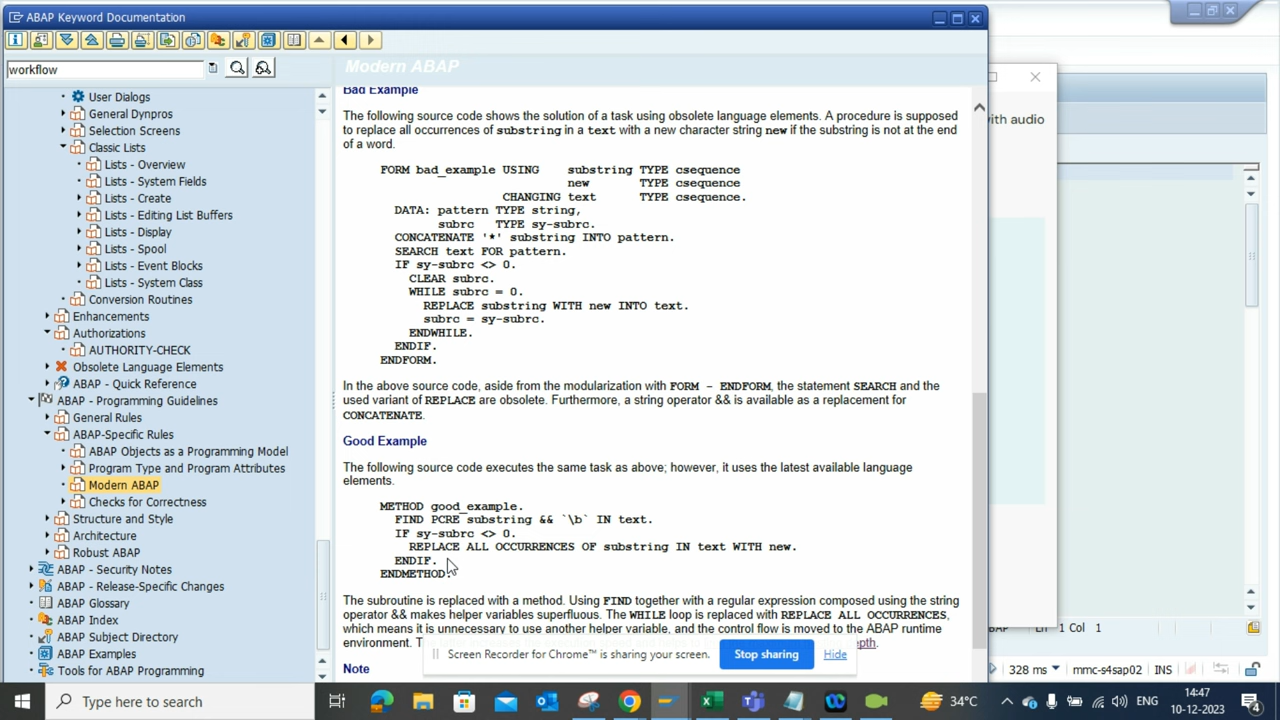 ABAP Keyword Documentation
workflow
Modern ABAP
User Dialogs
General Dynpros
Selection Screens
Classic Lists
Lists - Overview
Lists - System Fields
Lists - Create
Lists - Editing List Buffers
Lists - Display
Lists - Spool
Lists - Event Blocks
Lists - System Class
Conversion Routines
Enhancements
Authorizations
AUTHORITY-CHECK
Obsolete Language Elements
ABAP - Quick Reference
ABAP - Programming Guidelines
General Rules
ABAP-Specific Rules
ABAP Objects as a Programming Model
Program Type and Program Attributes
Modern ABAP
Checks for Correctness
Structure and Style
Architecture
Robust ABAP
ABAP - Security Notes
ABAP - Release-Specific Changes
ABAP Glossary
ABAP Index
ABAP Subject Directory
ABAP Examples
Tools for ABAP Programming
Bad Example
The following source code shows the solution of a task using obsolete language elements. A procedure is supposed
to replace all occurrences of substring in a text with a new character string new if the substring is not at the end
of a word.
FORM bad_example USING substring TYPE csequence
new TYPE csequence
CHANGING text TYPE csequence.
DATA: pattern TYPE string,
subrc TYPE sy-subrc.
CONCATENATE '*' substring INTO pattern.
SEARCH text FOR pattern.
IF sy-subrc <> 0.
CLEAR subrc.
WHILE subrc = 0.
REPLACE substring WITH new INTO text.
subrc = sy-subrc.
ENDWHILE.
ENDIF.
ENDFORM.
In the above source code, aside from the modularization with FORM - ENDFORM, the statement SEARCH and the
used variant of REPLACE are obsolete. Furthermore, a string operator && is available as a replacement for
CONCATENATE.
Good Example
The following source code executes the same task as above; however, it uses the latest available language
elements.
METHOD good_example.
FIND PCRE substring && `\b` IN text.
IF sy-subrc <> 0.
REPLACE ALL OCCURRENCES OF substring IN text WITH new.
ENDIF.
ENDMETHOD.
The subroutine is replaced with a method. Using FIND together with a regular expression composed using the string
operator && makes helper variables superfluous. The WHILE loop is replaced with REPLACE ALL OCCURRENCES,
which means it is unnecessary to use another helper variable, and the control flow is moved to the ABAP runtime
environment.
Note
Screen Recorder for Chrome™ is sharing your screen.
Stop sharing
Hide
with audio
Ln 1 Col 1
328 ms
mmc-s4sap02
INS
Type here to search
34°C
ENG
14:47
10-12-2023
4